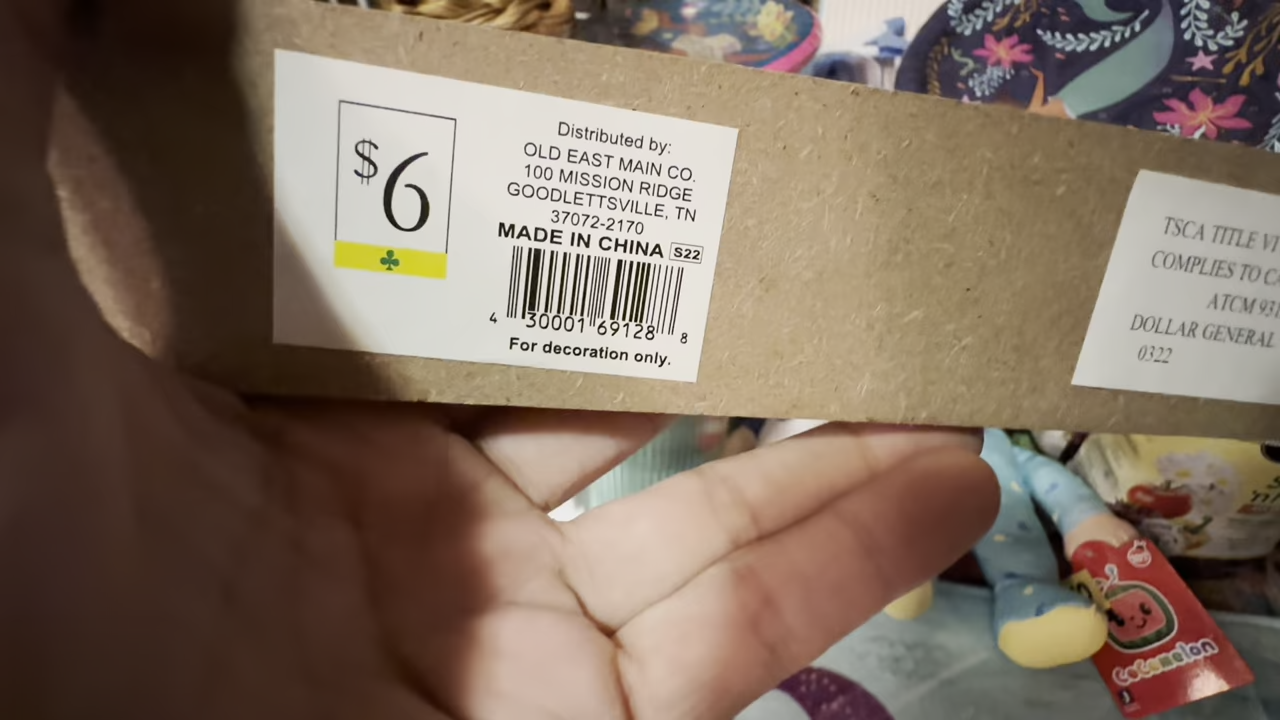 $6
Distributed by:
OLD EAST MAIN CO.
100 MISSION RIDGE
GOODLETTSVILLE, TN
37072-2170
MADE IN CHINA S22
4 30001 69128 8
For decoration only.
TSCA TITLE
COMPLIES TO
ATCM
DOLLAR GENERAL
0322
CoComelon